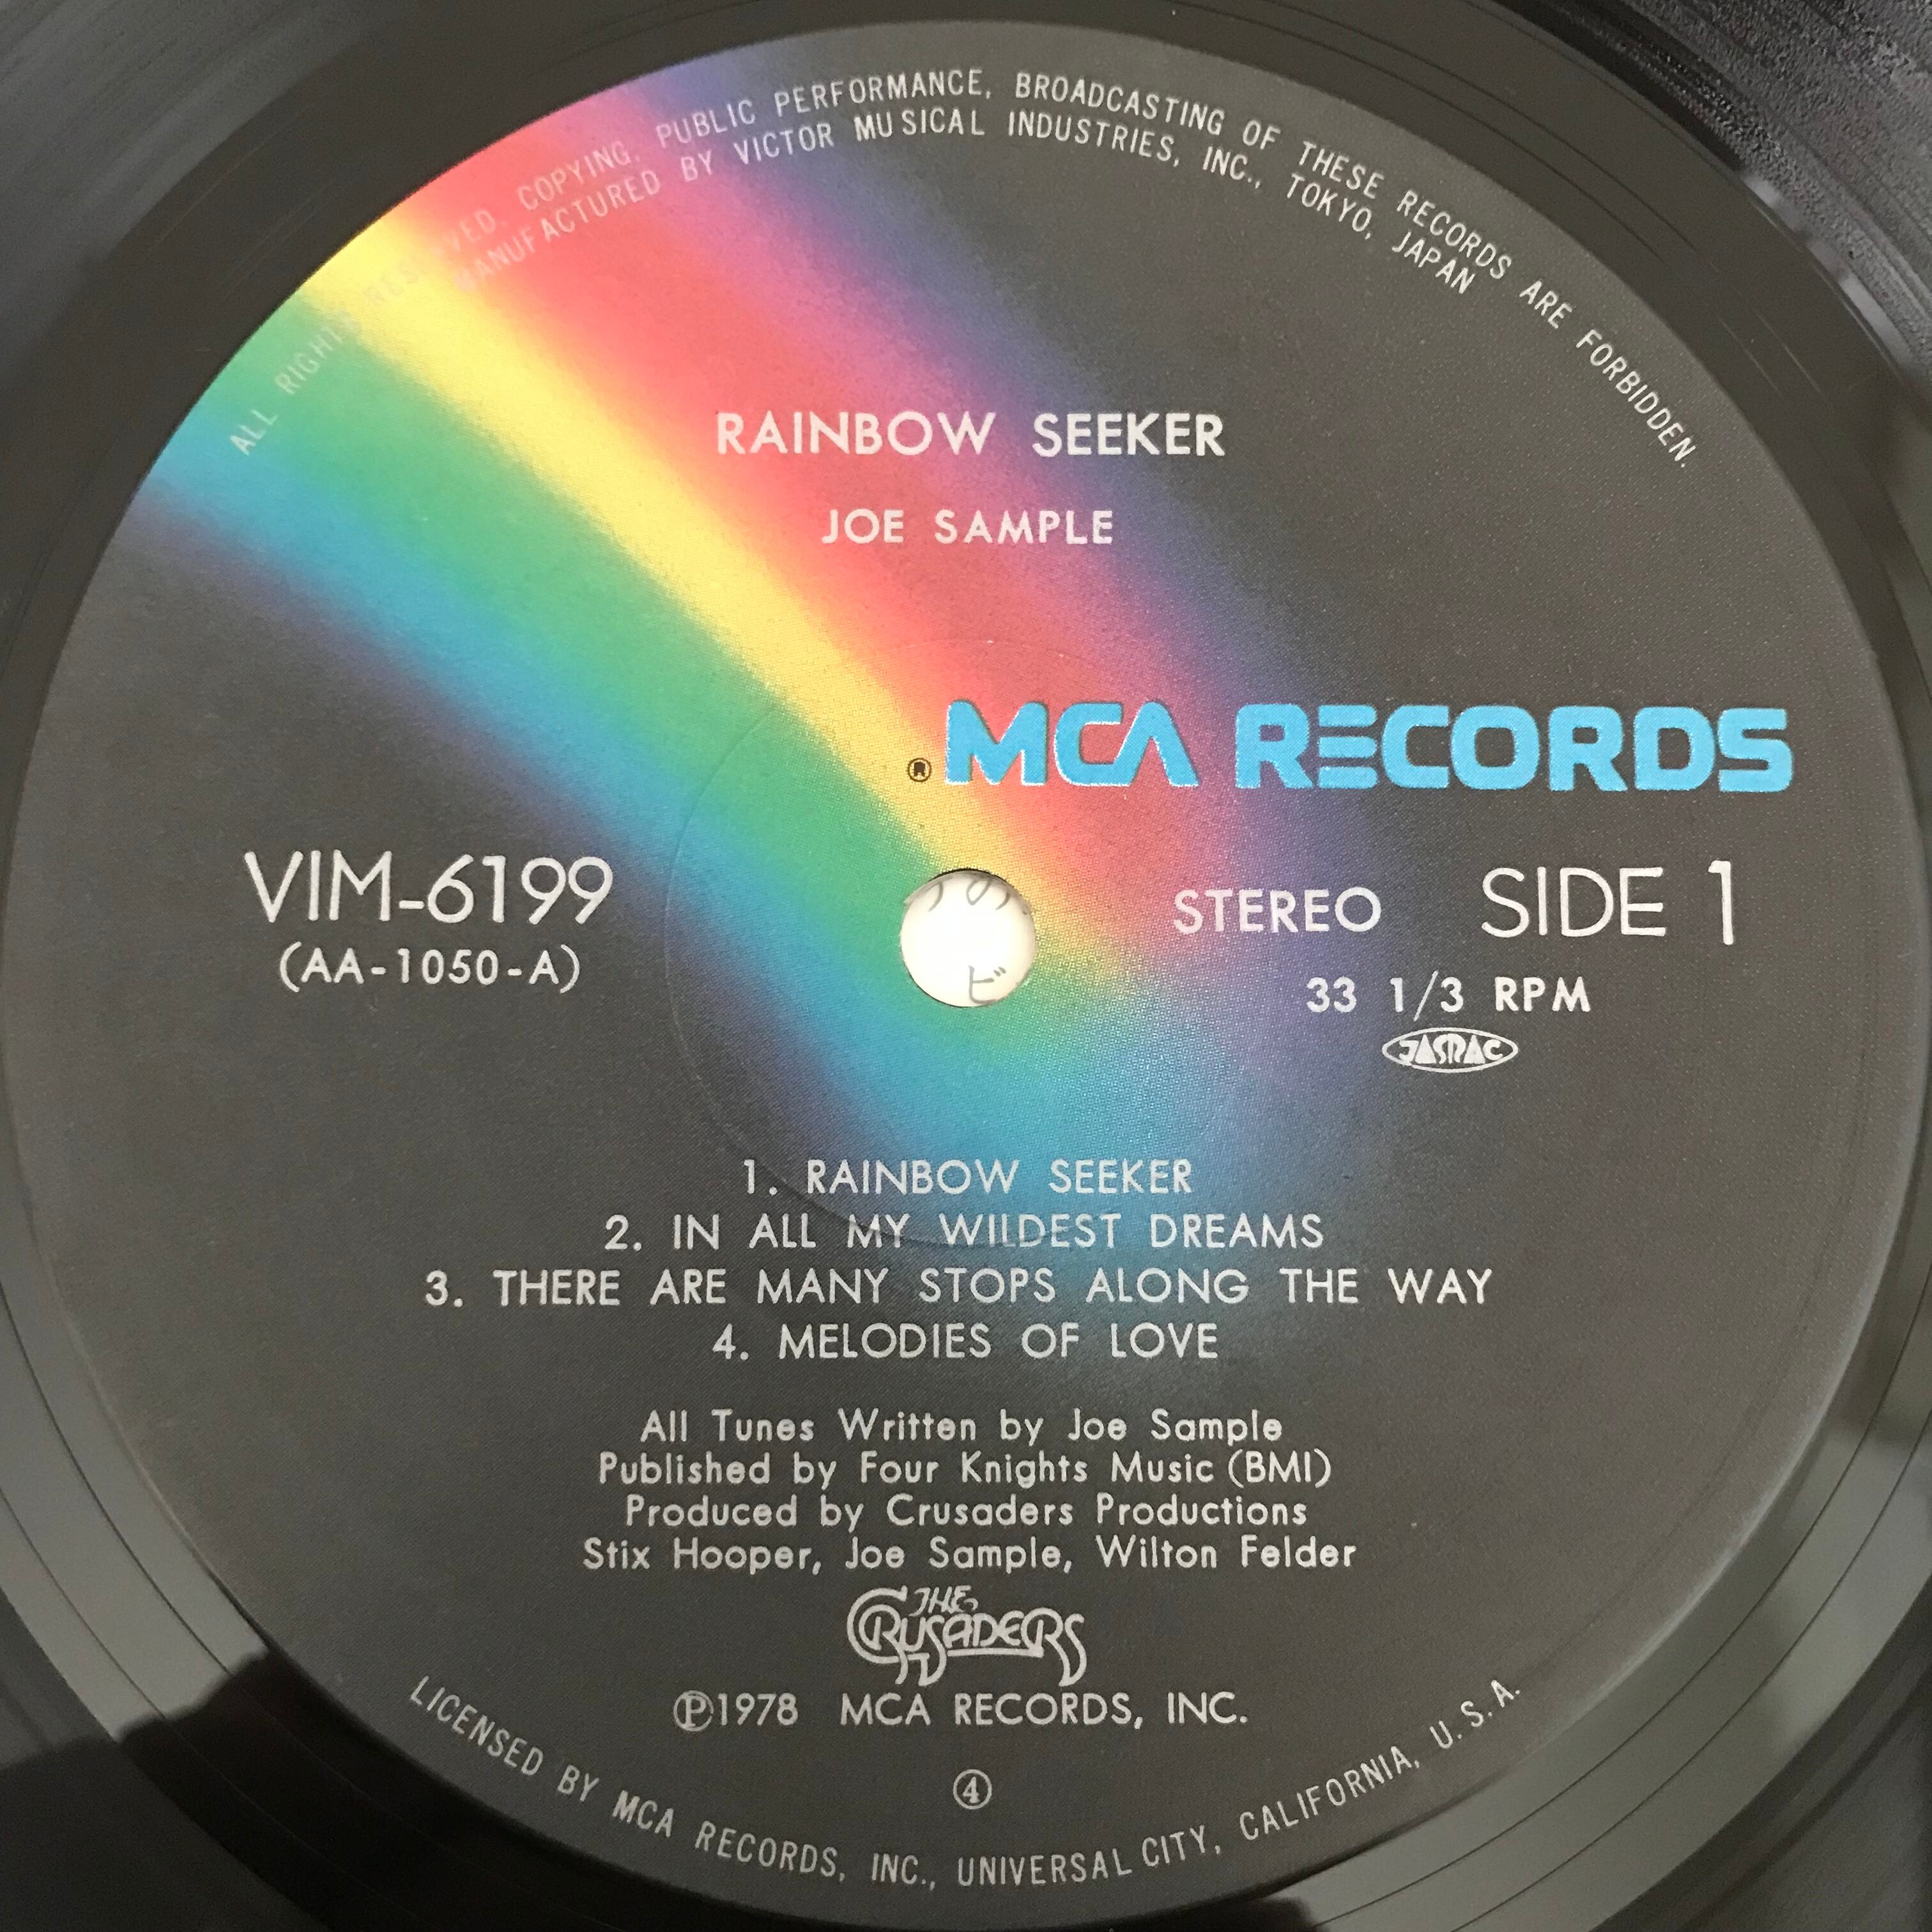 ALL RIGHTS RESERVED. COPYING, PUBLIC PERFORMANCE, BROADCASTING OF THESE RECORDS ARE FORBIDDEN.
MANUFACTURED BY VICTOR MUSICAL INDUSTRIES, INC., TOKYO, JAPAN
RAINBOW SEEKER
JOE SAMPLE
® MCA RECORDS
VIM-6199
(AA-1050-A)
STEREO SIDE 1
33 1/3 RPM
JASRAC
の
ビ
1. RAINBOW SEEKER
2. IN ALL MY WILDEST DREAMS
3. THERE ARE MANY STOPS ALONG THE WAY
4. MELODIES OF LOVE
All Tunes Written by Joe Sample
Published by Four Knights Music (BMI)
Produced by Crusaders Productions
Stix Hooper, Joe Sample, Wilton Felder
THE CRUSADERS
Ⓟ1978 MCA RECORDS, INC.
④
LICENSED BY MCA RECORDS, INC., UNIVERSAL CITY, CALIFORNIA, U.S.A.